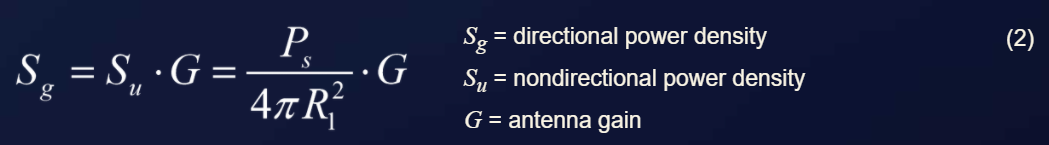 S_g = S_u · G = P_s / (4πR_1^2) · G
S_g = directional power density
S_u = nondirectional power density
G = antenna gain
(2)